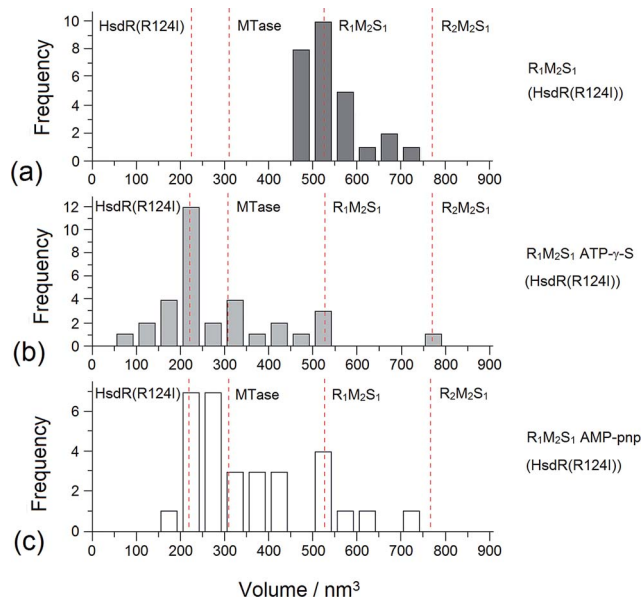 HsdR(R124I) MTase R₁M₂S₁ R₂M₂S₁
10
8
6
4
2
0
Frequency
(a)
R₁M₂S₁
(HsdR(R124I))
0 100 200 300 400 500 600 700 800 900
HsdR(R124I) MTase R₁M₂S₁ R₂M₂S₁
12
10
8
6
4
2
0
Frequency
(b)
R₁M₂S₁ ATP-γ-S
(HsdR(R124I))
0 100 200 300 400 500 600 700 800 900
HsdR(R124I) MTase R₁M₂S₁ R₂M₂S₁
6
4
2
0
Frequency
(c)
R₁M₂S₁ AMP-pnp
(HsdR(R124I))
0 100 200 300 400 500 600 700 800 900
Volume / nm³